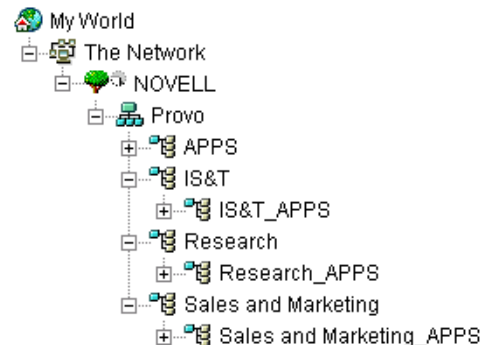 My World
The Network
NOVELL
Provo
APPS
IS&T
IS&T_APPS
Research
Research_APPS
Sales and Marketing
Sales and Marketing_APPS